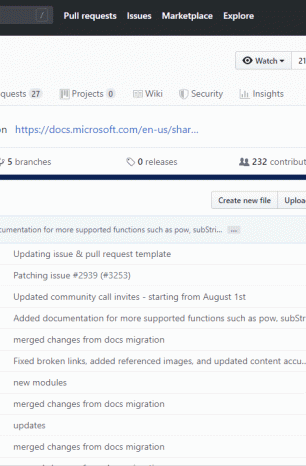 / Pull requests Issues Marketplace Explore
Watch 21
quests 27 Projects 0 Wiki Security Insights
on https://docs.microsoft.com/en-us/shar...
5 branches 0 releases 232 contribut
Create new file Uploa
cumentation for more supported functions such as pow, subStri... ...
Updating issue & pull request template
Patching issue #2939 (#3253)
Updated community call invites - starting from August 1st
Added documentation for more supported functions such as pow, subStri
merged changes from docs migration
Fixed broken links, added referenced images, and updated content accu...
new modules
merged changes from docs migration
updates
merged changes from docs migration